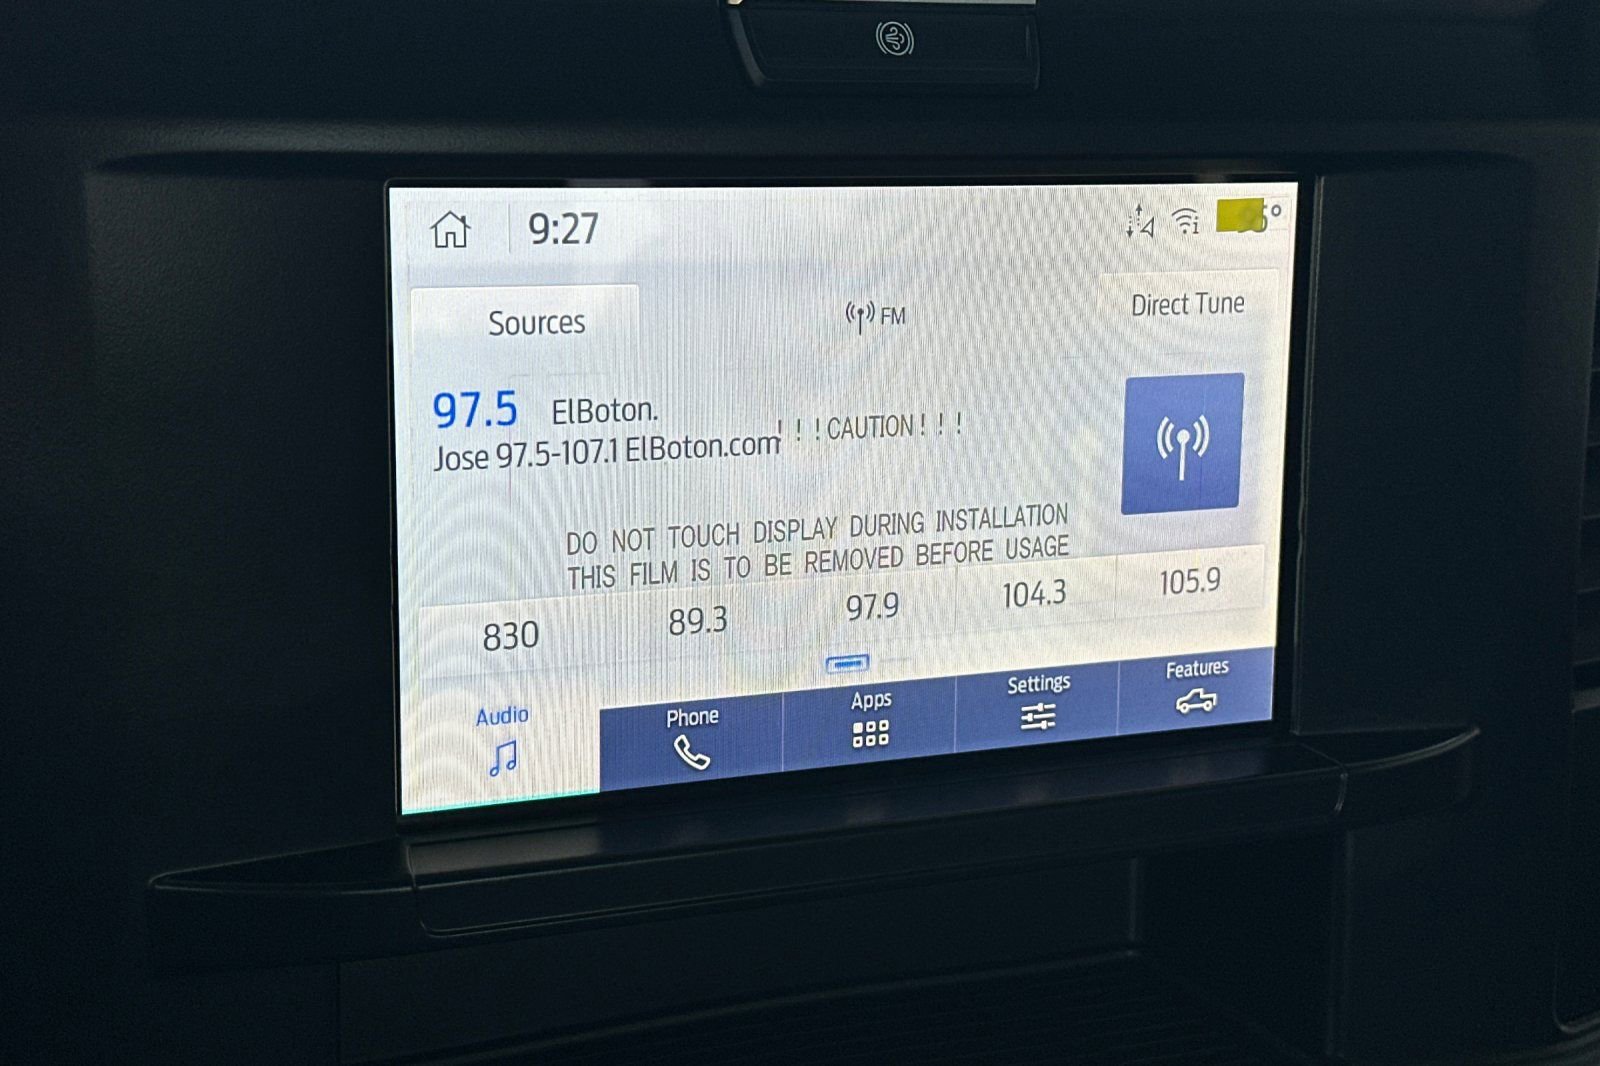 9:27
Sources
FM
Direct Tune
97.5 ElBoton.
Jose 97.5-107.1 ElBoton.com
! ! ! CAUTION ! ! !
DO NOT TOUCH DISPLAY DURING INSTALLATION
THIS FILM IS TO BE REMOVED BEFORE USAGE
830 89.3 97.9 104.3 105.9
Audio Phone Apps Settings Features